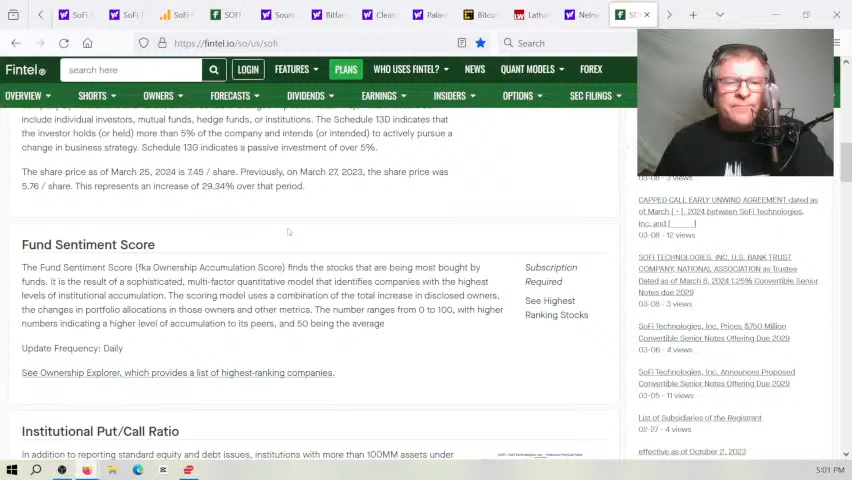 SoFi
SoFi T
SoFi
SOFI
Soun
Bitfar
Clean
Palan
Bitco
Latha
SO
https://fintel.io/so/us/sofi
Search
Fintel
search here
LOGIN
FEATURES
PLANS
WHO USES FINTEL?
NEWS
QUANT MODELS
FOREX
OVERVIEW
SHORTS
OWNERS
FORECASTS
DIVIDENDS
EARNINGS
INSIDERS
OPTIONS
SEC FILINGS
include individual investors, mutual funds, hedge funds, or institutions. The Schedule 13D indicates that
the investor holds (or held) more than 5% of the company and intends (or intended) to actively pursue a
change in business strategy. Schedule 13G indicates a passive investment of over 5%.
The share price as of March 25, 2024 is 7.45 / share. Previously, on March 27, 2023, the share price was
5.76 / share. This represents an increase of 29.34% over that period.
Fund Sentiment Score
The Fund Sentiment Score (fka Ownership Accumulation Score) finds the stocks that are being most bought by
funds. It is the result of a sophisticated, multi-factor quantitative model that identifies companies with the highest
levels of institutional accumulation. The scoring model uses a combination of the total increase in disclosed owners,
the changes in portfolio allocations in those owners and other metrics. The number ranges from 0 to 100, with higher
numbers indicating a higher level of accumulation to its peers, and 50 being the average
Update Frequency: Daily
See Ownership Explorer, which provides a list of highest-ranking companies.
Subscription
Required
See Highest
Ranking Stocks
Institutional Put/Call Ratio
In addition to reporting standard equity and debt issues, institutions with more than 100MM assets under
03-08 - 3 views
CAPPED CALL EARLY UNWIND AGREEMENT dated as
of March [ · ], 2024 between SoFi Technologies,
Inc. and [______]
03-08 - 12 views
SOFI TECHNOLOGIES, INC. U.S. BANK TRUST
COMPANY, NATIONAL ASSOCIATION as Trustee
Dated as of March 8, 2024 1.25% Convertible Senior
Notes due 2029
03-08 - 3 views
SoFi Technologies, Inc. Prices $750 Million
Convertible Senior Notes Offering Due 2029
03-06 - 4 views
SoFi Technologies, Inc. Announces Proposed
Convertible Senior Notes Offering Due 2029
03-05 - 11 views
List of Subsidiaries of the Registrant
02-27 - 4 views
effective as of October 2, 2023
5:01 PM